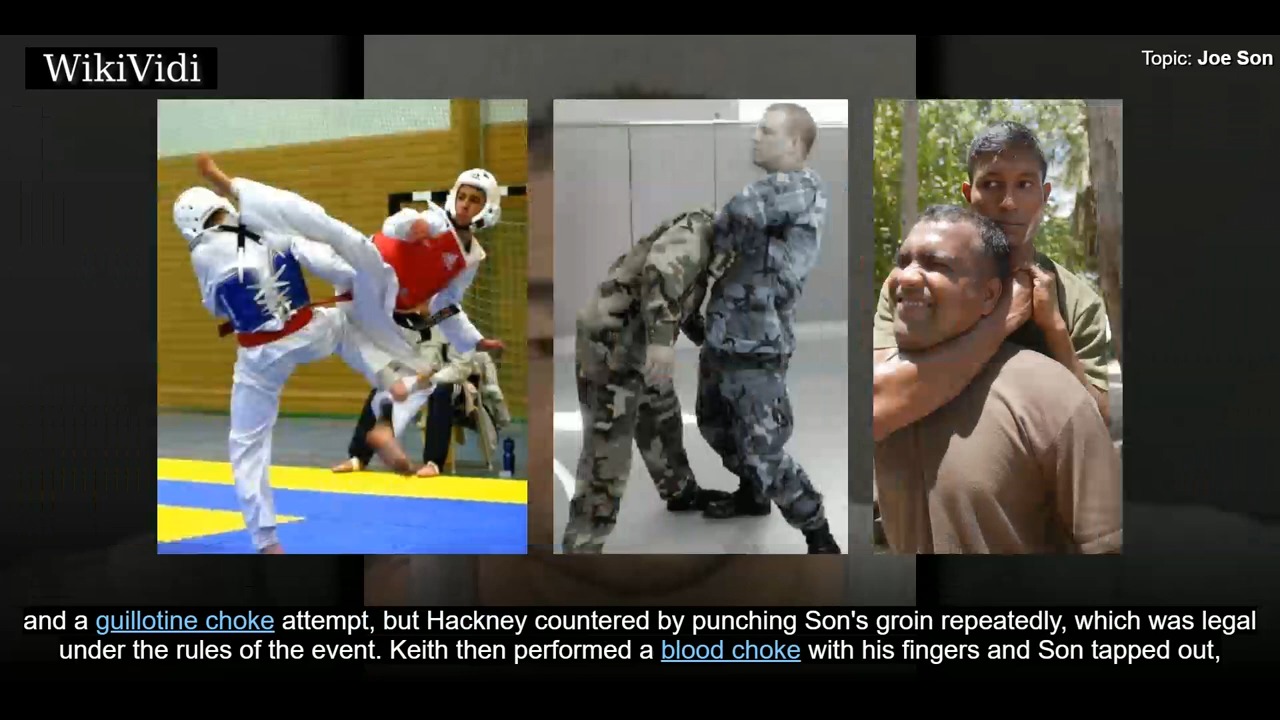 WikiVidi
Topic: Joe Son
and a guillotine choke attempt, but Hackney countered by punching Son's groin repeatedly, which was legal
under the rules of the event. Keith then performed a blood choke with his fingers and Son tapped out,